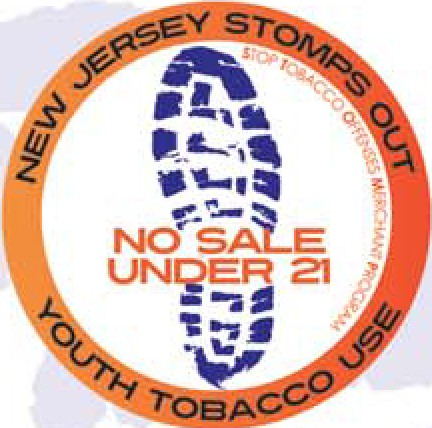 NEW JERSEY STOMPS OUT
STOP TOBACCO OFFENSES MERCHANT PROGRAM
NO SALE
UNDER 21
YOUTH TOBACCO USE